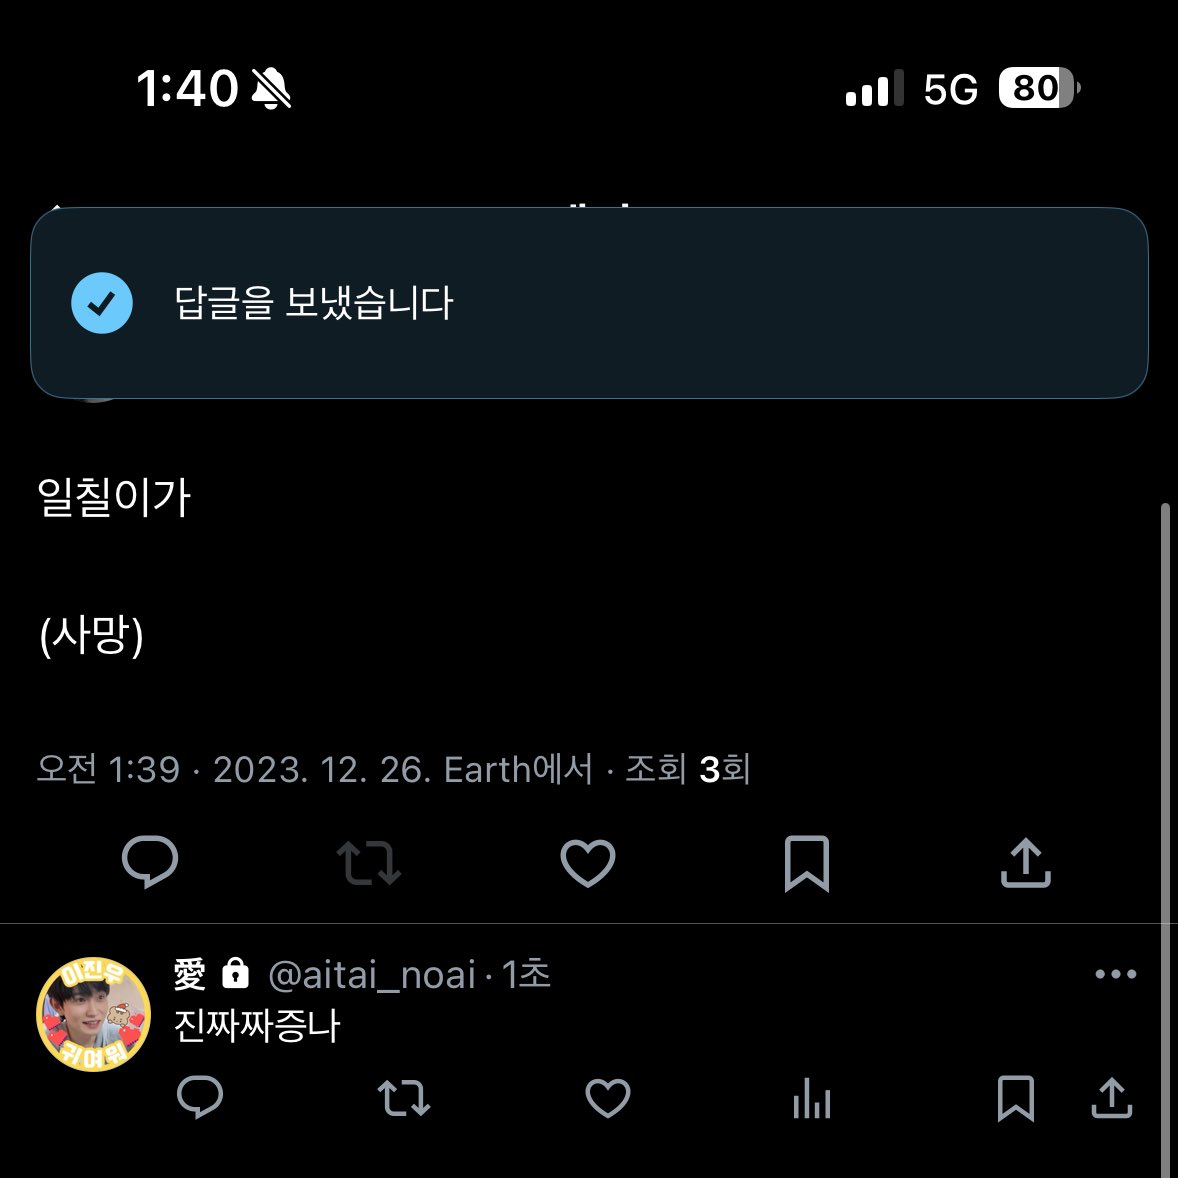 1:40
5G
80
답글을 보냈습니다
일칠이가
(사망)
오전 1:39 · 2023. 12. 26. Earth에서 · 조회 3회
愛 @aitai_noai · 1초
진짜짜증나
이진우
귀여워